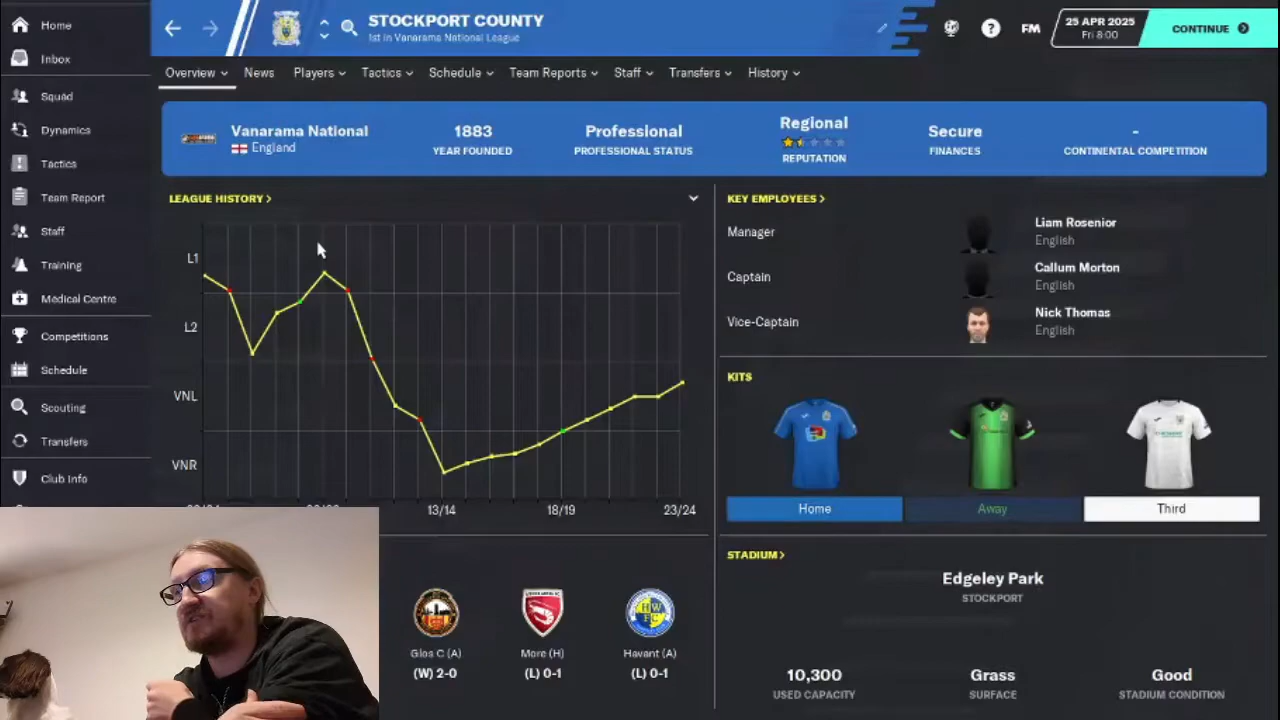 Home
Inbox
Squad
Dynamics
Tactics
Team Report
Staff
Training
Medical Centre
Competitions
Schedule
Scouting
Transfers
Club Info
STOCKPORT COUNTY
1st in Vanarama National League
FM
25 APR 2025
Fri 8:00
CONTINUE
Overview
News
Players
Tactics
Schedule
Team Reports
Staff
Transfers
History
Vanarama National
England
1883
YEAR FOUNDED
Professional
PROFESSIONAL STATUS
Regional
REPUTATION
Secure
FINANCES
-
CONTINENTAL COMPETITION
LEAGUE HISTORY >
L1
L2
VNL
VNR
13/14
18/19
23/24
Glos C (A)
(W) 2-0
More (H)
(L) 0-1
Havant (A)
(L) 0-1
KEY EMPLOYEES >
Manager
Liam Rosenior
English
Captain
Callum Morton
English
Vice-Captain
Nick Thomas
English
KITS
Home
Away
Third
STADIUM >
Edgeley Park
STOCKPORT
10,300
USED CAPACITY
Grass
SURFACE
Good
STADIUM CONDITION